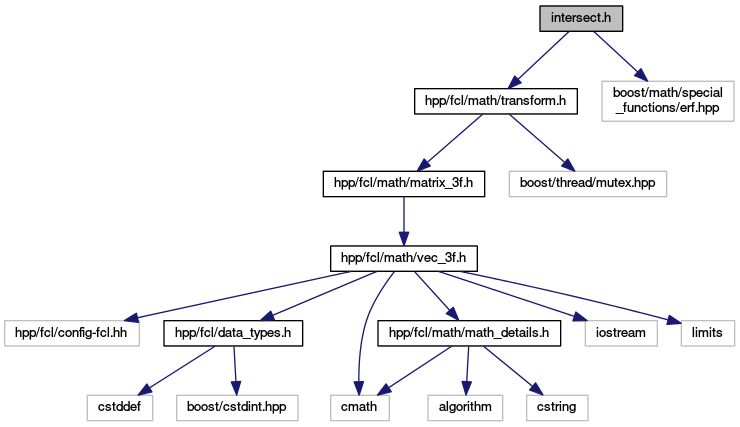 intersect.h
hpp/fcl/math/transform.h
boost/math/special
_functions/erf.hpp
hpp/fcl/math/matrix_3f.h
boost/thread/mutex.hpp
hpp/fcl/math/vec_3f.h
hpp/fcl/config-fcl.hh
hpp/fcl/data_types.h
hpp/fcl/math/math_details.h
iostream
limits
cstddef
boost/cstdint.hpp
cmath
algorithm
cstring